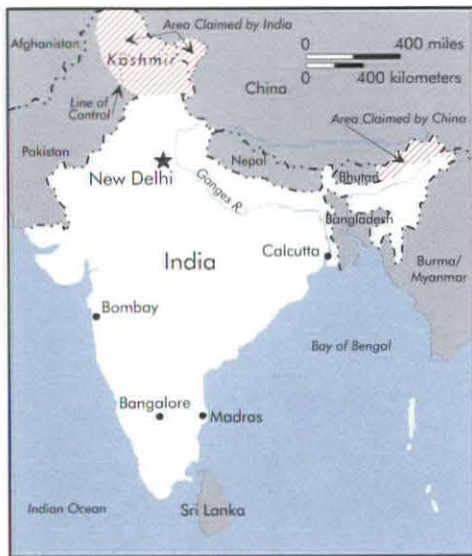 Area Claimed by India
Afghanistan
Kashmir
0 400 miles
0 400 kilometers
China
Line of
Control
Area Claimed by China
Pakistan
Nepal
New Delhi
Ganges R.
Bhutan
Bangladesh
India
Calcutta
Burma/
Myanmar
Bombay
Bay of Bengal
Bangalore
Madras
Indian Ocean
Sri Lanka